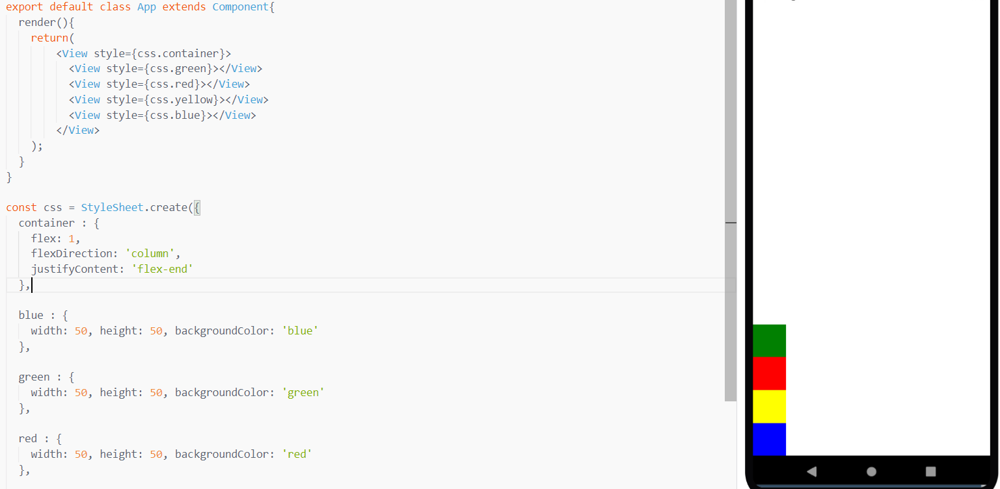 export default class App extends Component{
render(){
return(
<View style={css.container}>
<View style={css.green}></View>
<View style={css.red}></View>
<View style={css.yellow}></View>
<View style={css.blue}></View>
</View>
);
}
}
const css = StyleSheet.create({
container : {
flex: 1,
flexDirection: 'column',
justifyContent: 'flex-end'
},
blue : {
width: 50, height: 50, backgroundColor: 'blue'
},
green : {
width: 50, height: 50, backgroundColor: 'green'
},
red : {
width: 50, height: 50, backgroundColor: 'red'
},